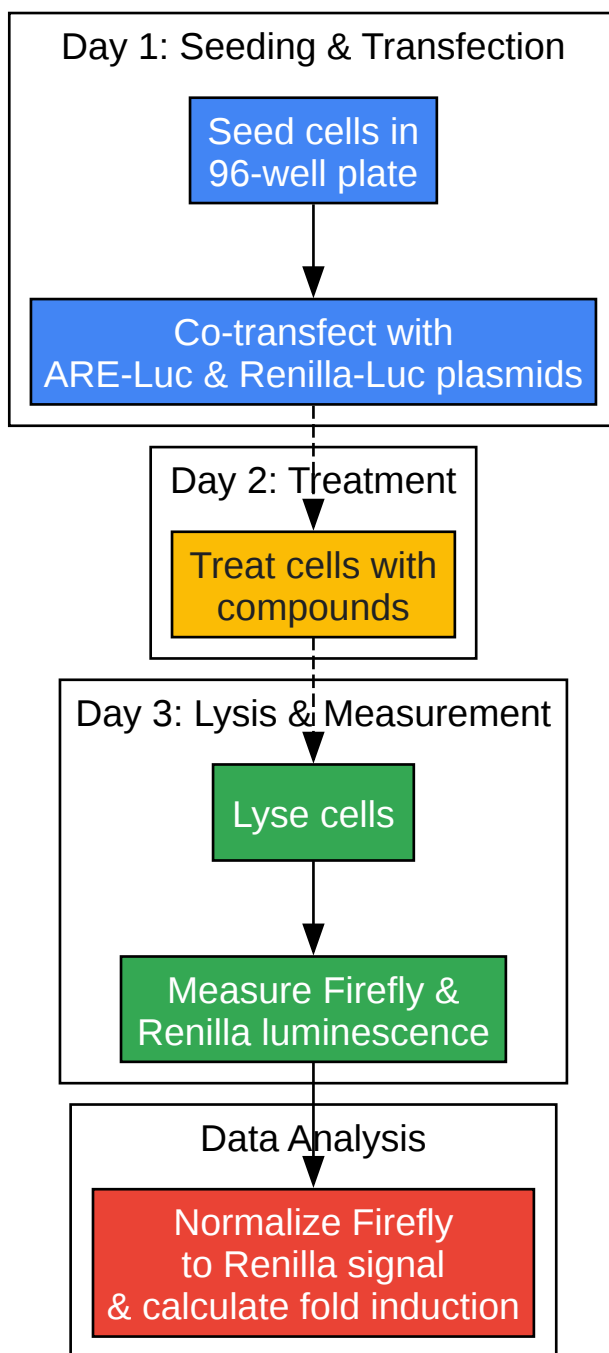 Day 1: Seeding & Transfection
Seed cells in
96-well plate
Co-transfect with
ARE-Luc & Renilla-Luc plasmids
Day 2: Treatment
Treat cells with
compounds
Day 3: Lysis & Measurement
Lyse cells
Measure Firefly &
Renilla luminescence
Data Analysis
Normalize Firefly
to Renilla signal
& calculate fold induction